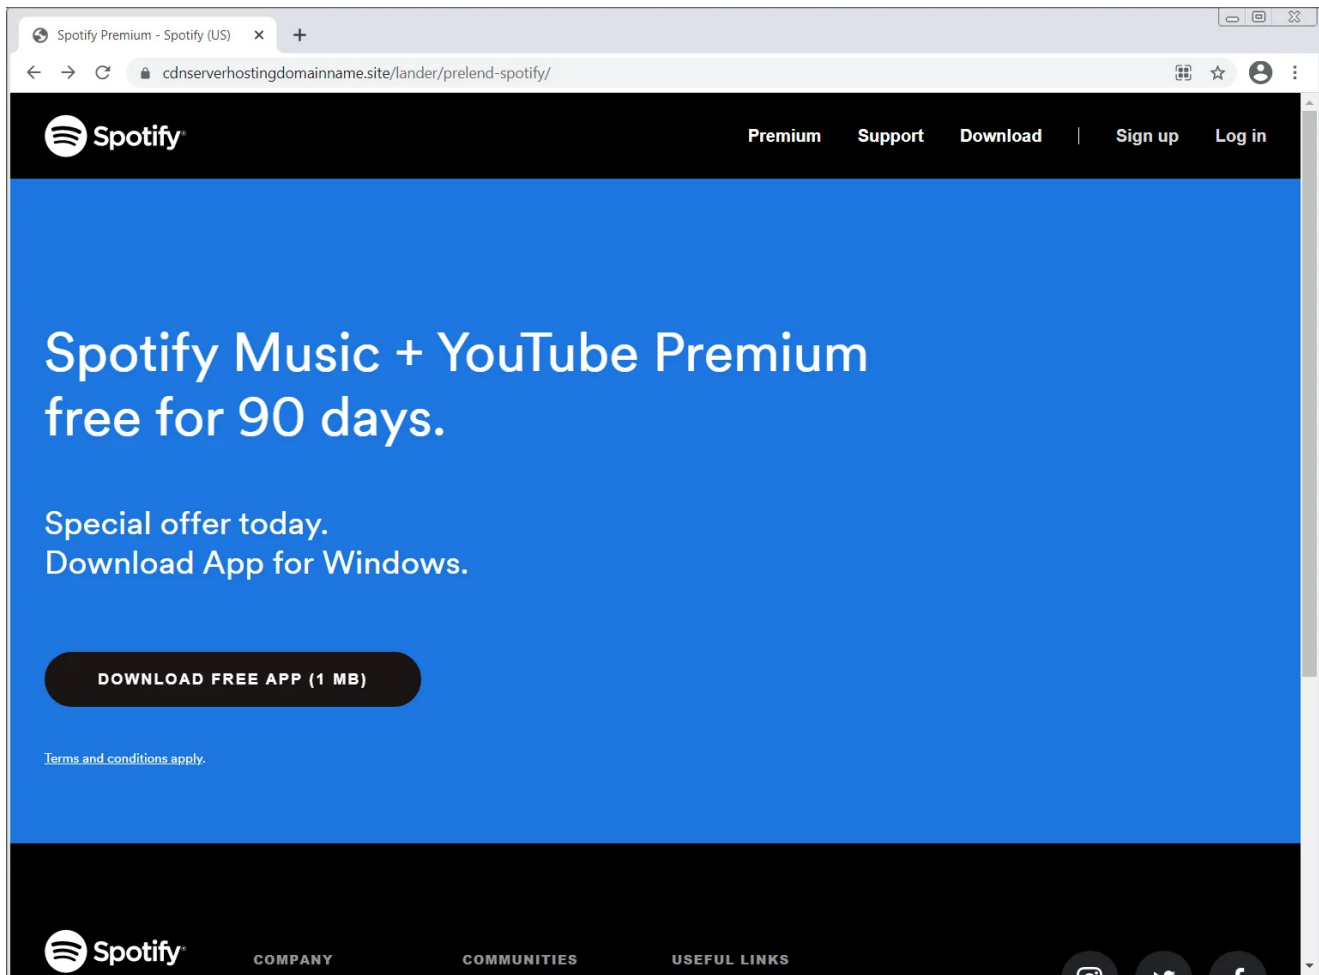 Spotify Premium - Spotify (US)
cdnserverhostingdomainname.site/lander/prelend-spotify/
Spotify® Premium Support Download | Sign up Log in
Spotify Music + YouTube Premium
free for 90 days.
Special offer today.
Download App for Windows.
DOWNLOAD FREE APP (1 MB)
Terms and conditions apply.
Spotify® COMPANY COMMUNITIES USEFUL LINKS